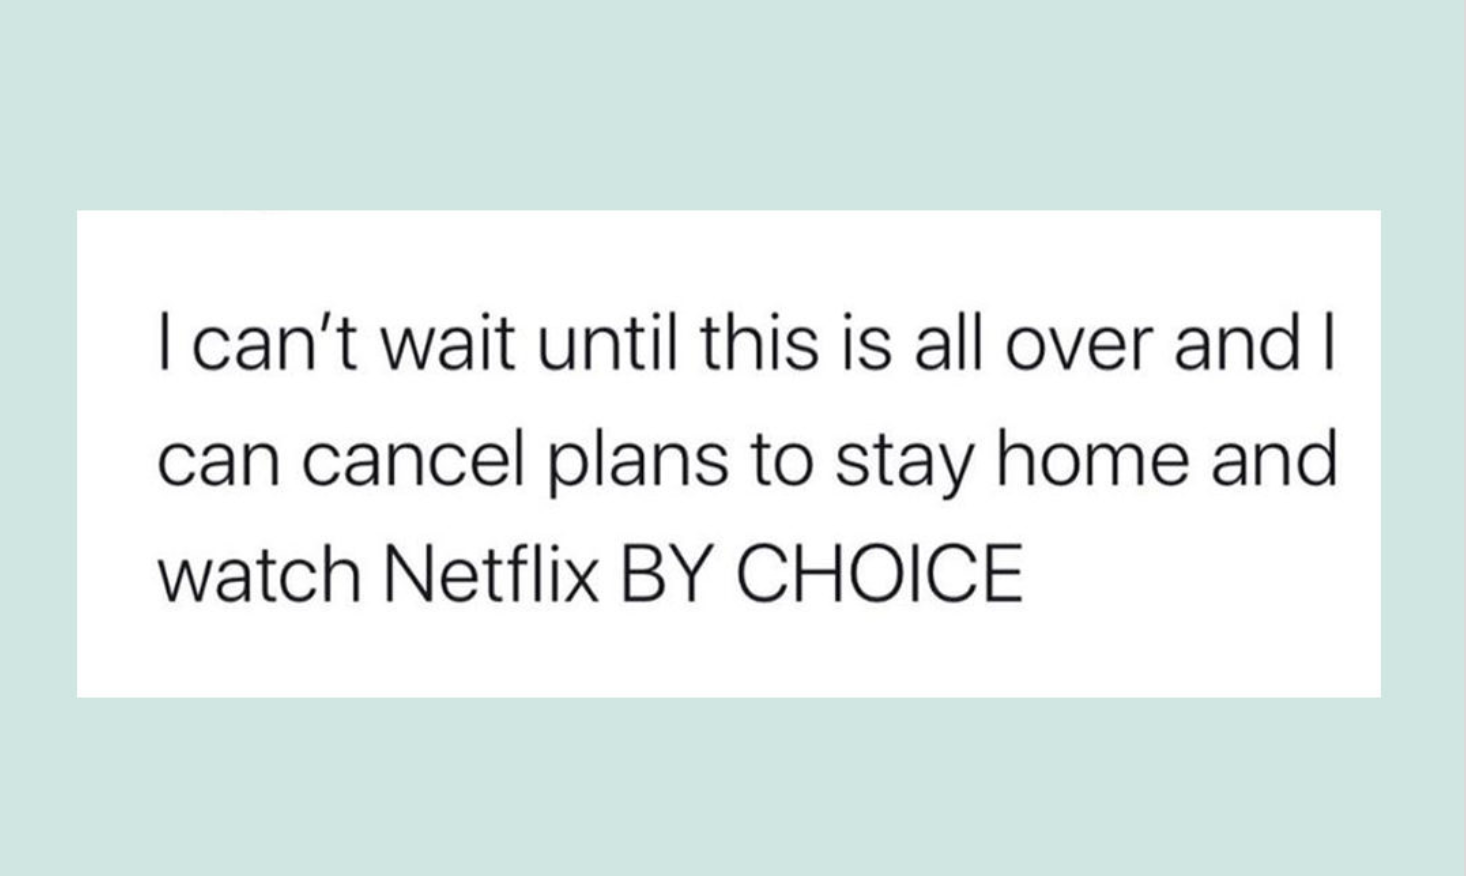 I can’t wait until this is all over and I
can cancel plans to stay home and
watch Netflix BY CHOICE